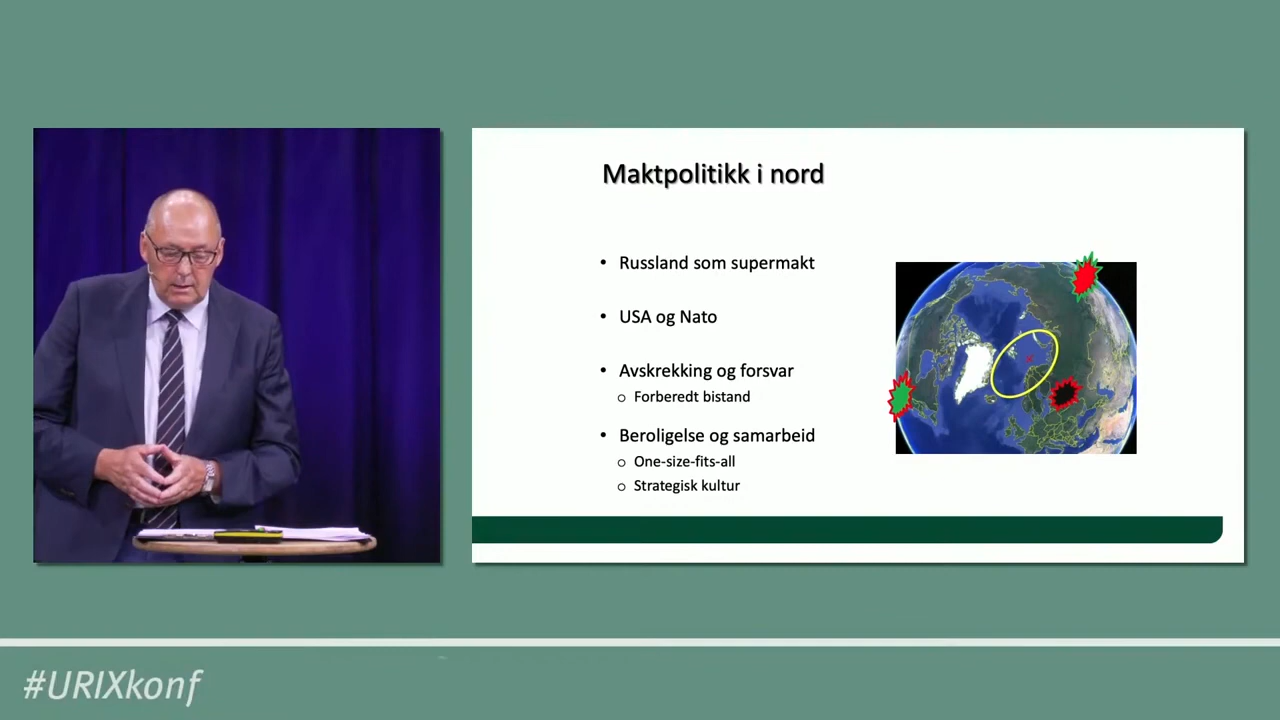 Maktpolitikk i nord
• Russland som supermakt
• USA og Nato
• Avskrekking og forsvar
o Forberedt bistand
• Beroligelse og samarbeid
o One-size-fits-all
o Strategisk kultur
#URIXkonf